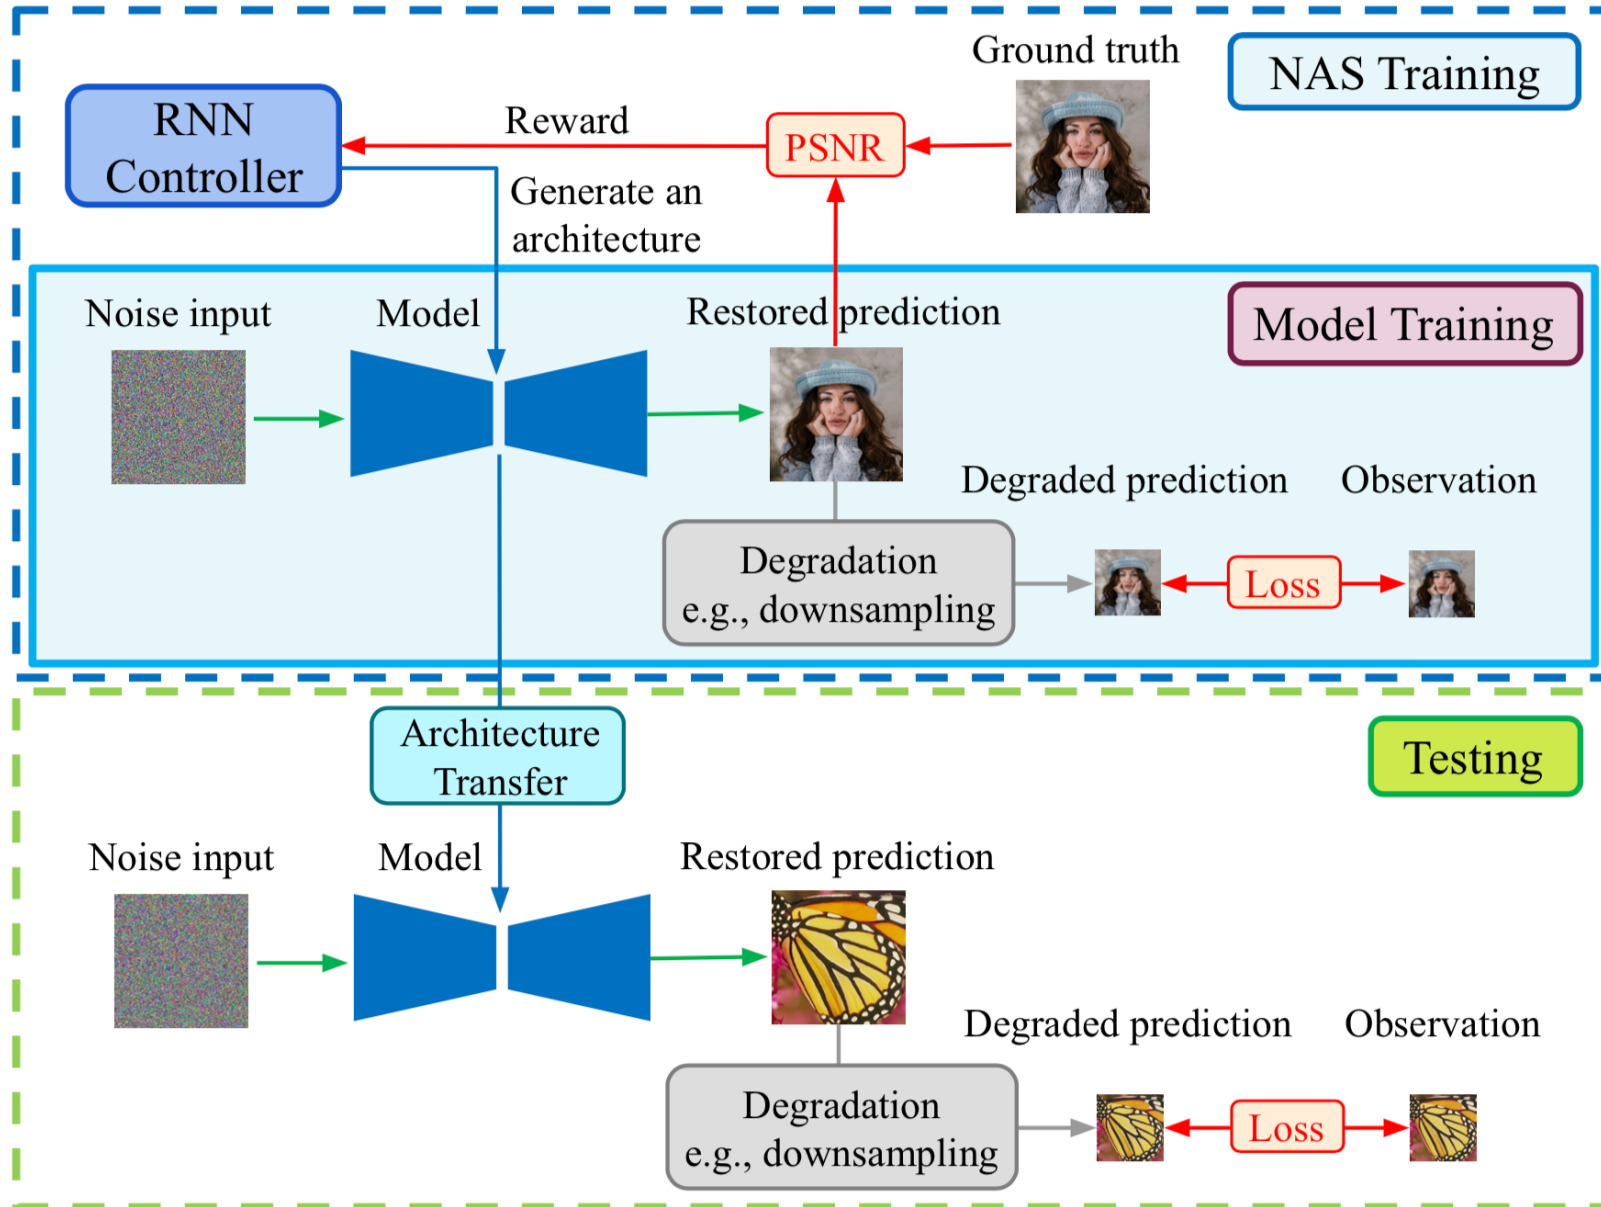 Ground truth
NAS Training
RNN
Controller
Reward
PSNR
Generate an
architecture
Noise input
Model
Restored prediction
Model Training
Degraded prediction
Observation
Degradation
e.g., downsampling
Loss
Architecture
Transfer
Testing
Noise input
Model
Restored prediction
Degraded prediction
Observation
Degradation
e.g., downsampling
Loss